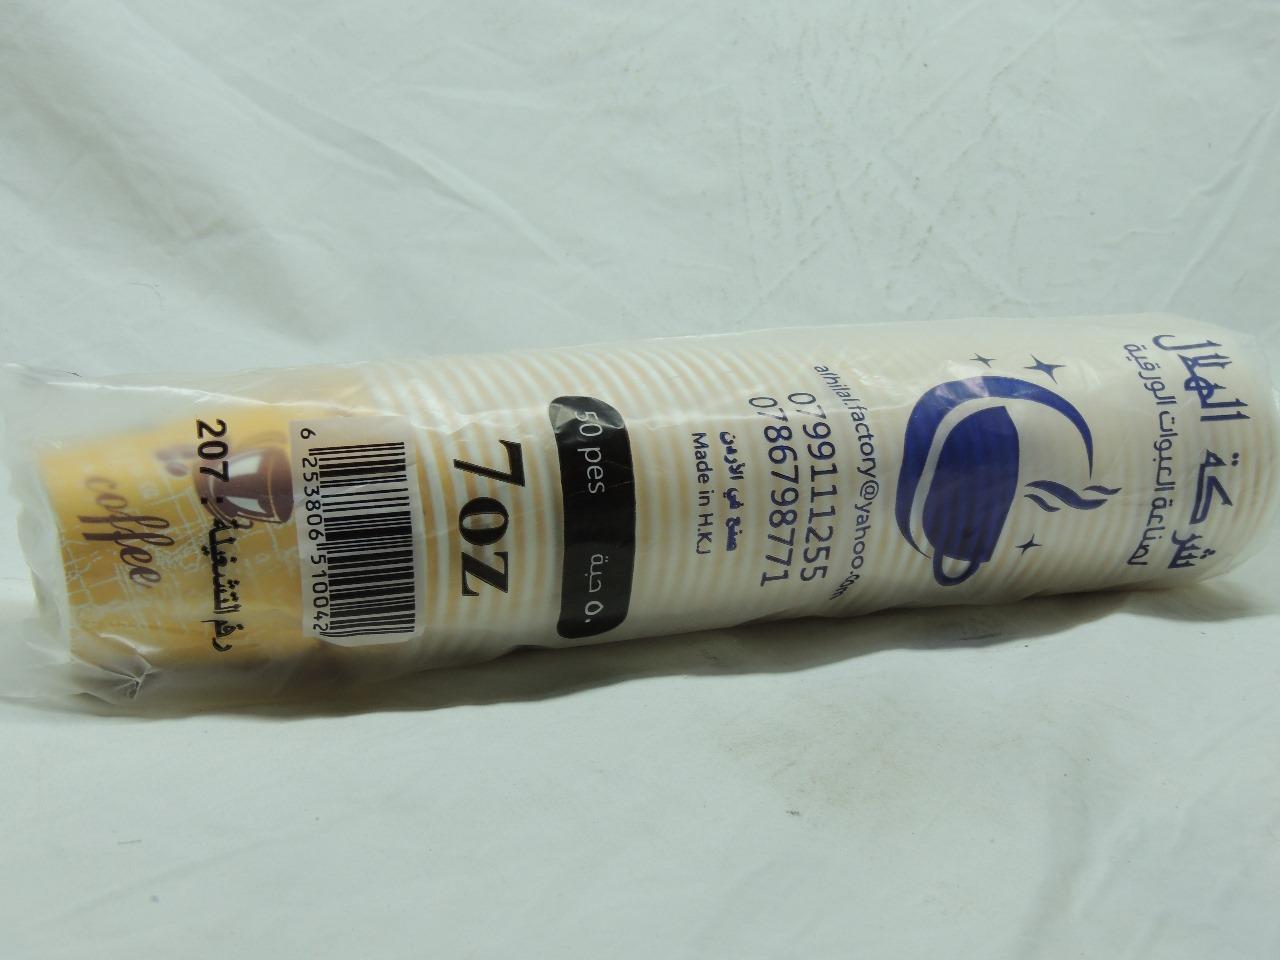 شركة الهلال
لصناعة العبوات الورقية
alhilal.factory@yahoo.com
0799111255
0786798771
صنع في الأردن
Made in H.K.J
50 pes ٥٠ حبة
7OZ
6 253806 510042
رقم التشغيلة : 207
coffee